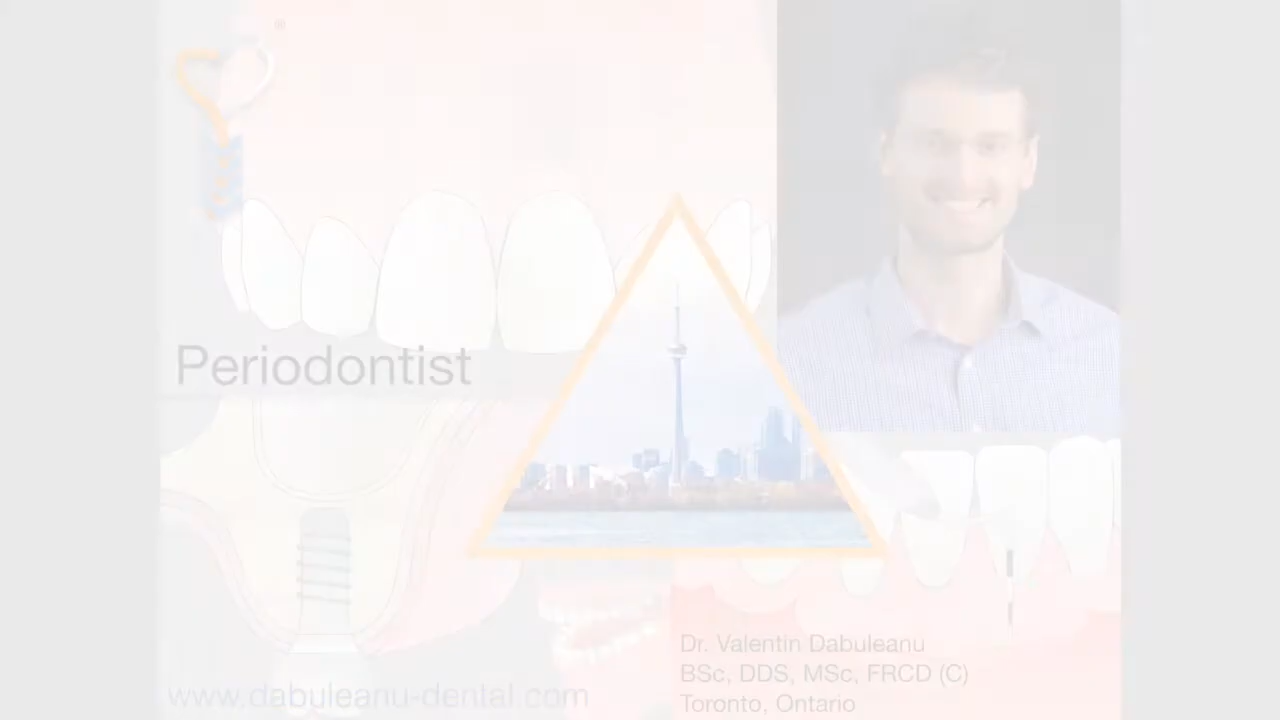 Periodontist
Dr. Valentin Dabuleanu
BSc, DDS, MSc, FRCD (C)
www.dabuleanu-dental.com
Toronto, Ontario